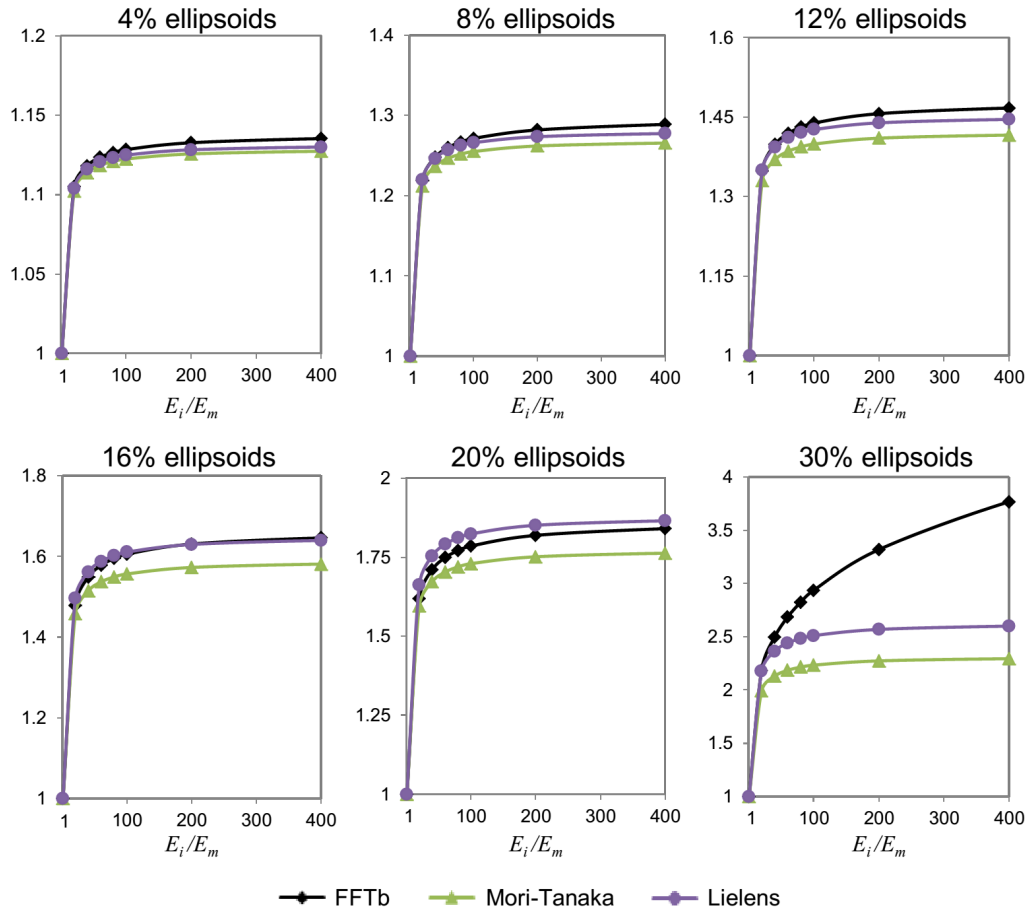 4% ellipsoids
8% ellipsoids
12% ellipsoids
1.2
1.15
1.1
1.05
1
1 100 200 300 400
E_i/E_m
1.4
1.3
1.2
1.1
1
1 100 200 300 400
E_i/E_m
1.6
1.45
1.3
1.15
1
1 100 200 300 400
E_i/E_m
16% ellipsoids
20% ellipsoids
30% ellipsoids
1.8
1.6
1.4
1.2
1
1 100 200 300 400
E_i/E_m
2
1.75
1.5
1.25
1
1 100 200 300 400
E_i/E_m
4
3.5
3
2.5
2
1.5
1
1 100 200 300 400
E_i/E_m
FFTb Mori-Tanaka Lielens